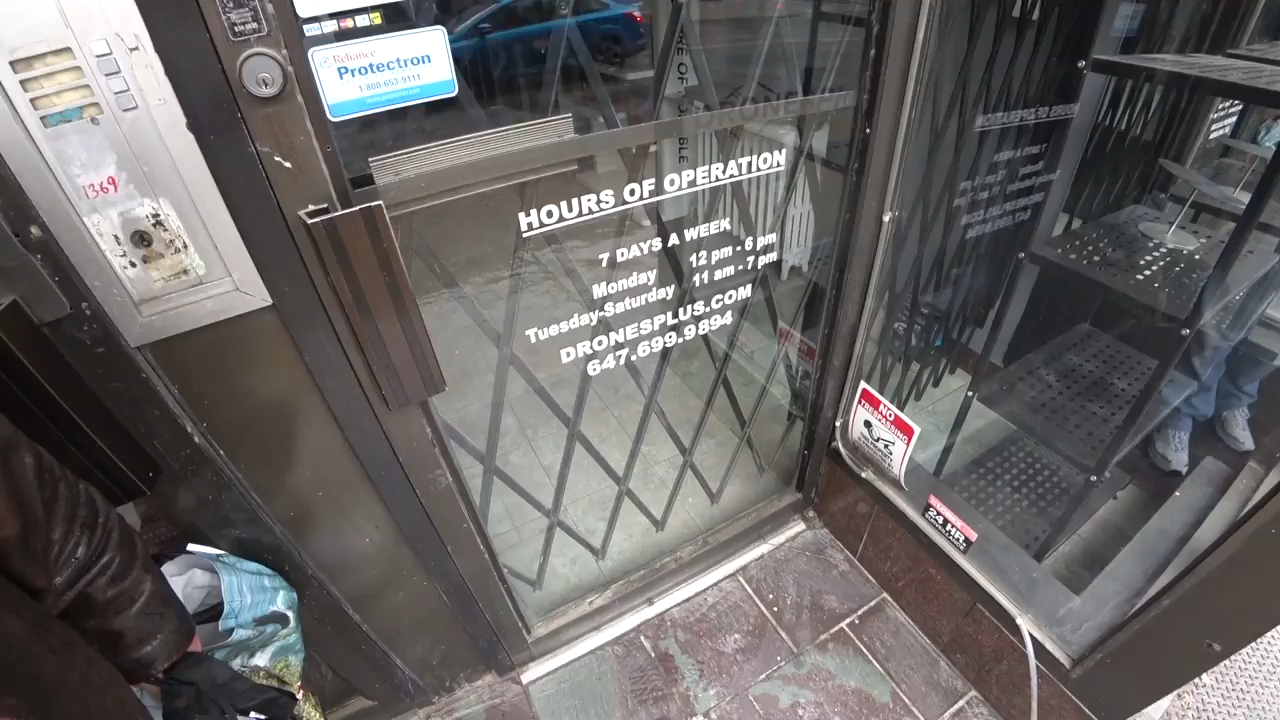 VISA
Reliance
Protectron
1-800-653-9111
1369
HOURS OF OPERATION
7 DAYS A WEEK
Monday 12 pm - 6 pm
Tuesday-Saturday 11 am - 7 pm
DRONESPLUS.COM
647.699.9894
NO
TRESPASSING
24 HR.